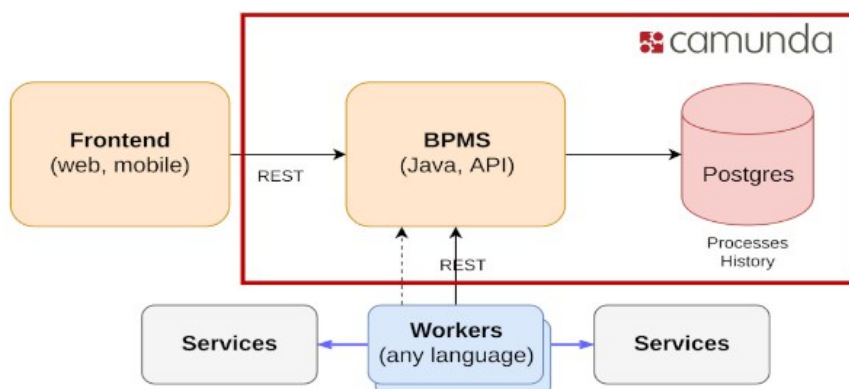 camunda
Frontend
(web, mobile)
REST
BPMS
(Java, API)
Postgres
Processes
History
REST
Services
Workers
(any language)
Services